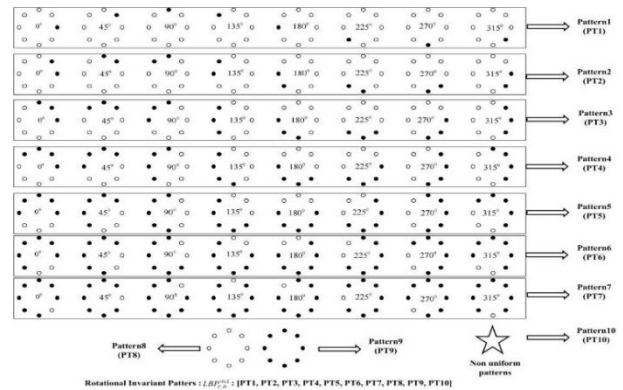 0° 45° 90° 135° 180° 225° 270° 315° Pattern1
(PT1)
0° 45° 90° 135° 180° 225° 270° 315° Pattern2
(PT2)
0° 45° 90° 135° 180° 225° 270° 315° Pattern3
(PT3)
0° 45° 90° 135° 180° 225° 270° 315° Pattern4
(PT4)
0° 45° 90° 135° 180° 225° 270° 315° Pattern5
(PT5)
0° 45° 90° 135° 180° 225° 270° 315° Pattern6
(PT6)
0° 45° 90° 135° 180° 225° 270° 315° Pattern7
(PT7)
Pattern8
(PT8)
Pattern9
(PT9)
Pattern10
(PT10)
Non uniform
patterns
Rotational Invariant Patters : : [PT1, PT2, PT3, PT4, PT5, PT6, PT7, PT8, PT9, PT10]